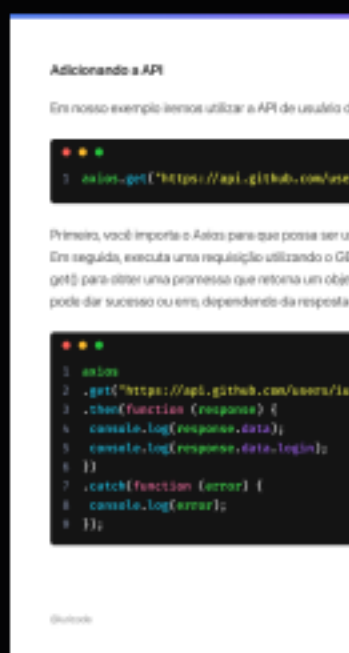 Adicionando a API
Em nosso exemplo iremos utilizar a API de usuário
1 axios.get("https://api.github.com/use
Primeiro, você importa o Axios para que possa ser
Em seguida, executa uma requisição utilizando o GE
get() para obter uma promessa que retorna um obje
pode dar sucesso ou erro, dependendo da resposta
1 axios
2 .get("https://api.github.com/users/
3 .then(function (response) {
4 console.log(response.data);
5 console.log(response.data.login);
6 })
7 .catch(function (error) {
8 console.log(error);
9 });